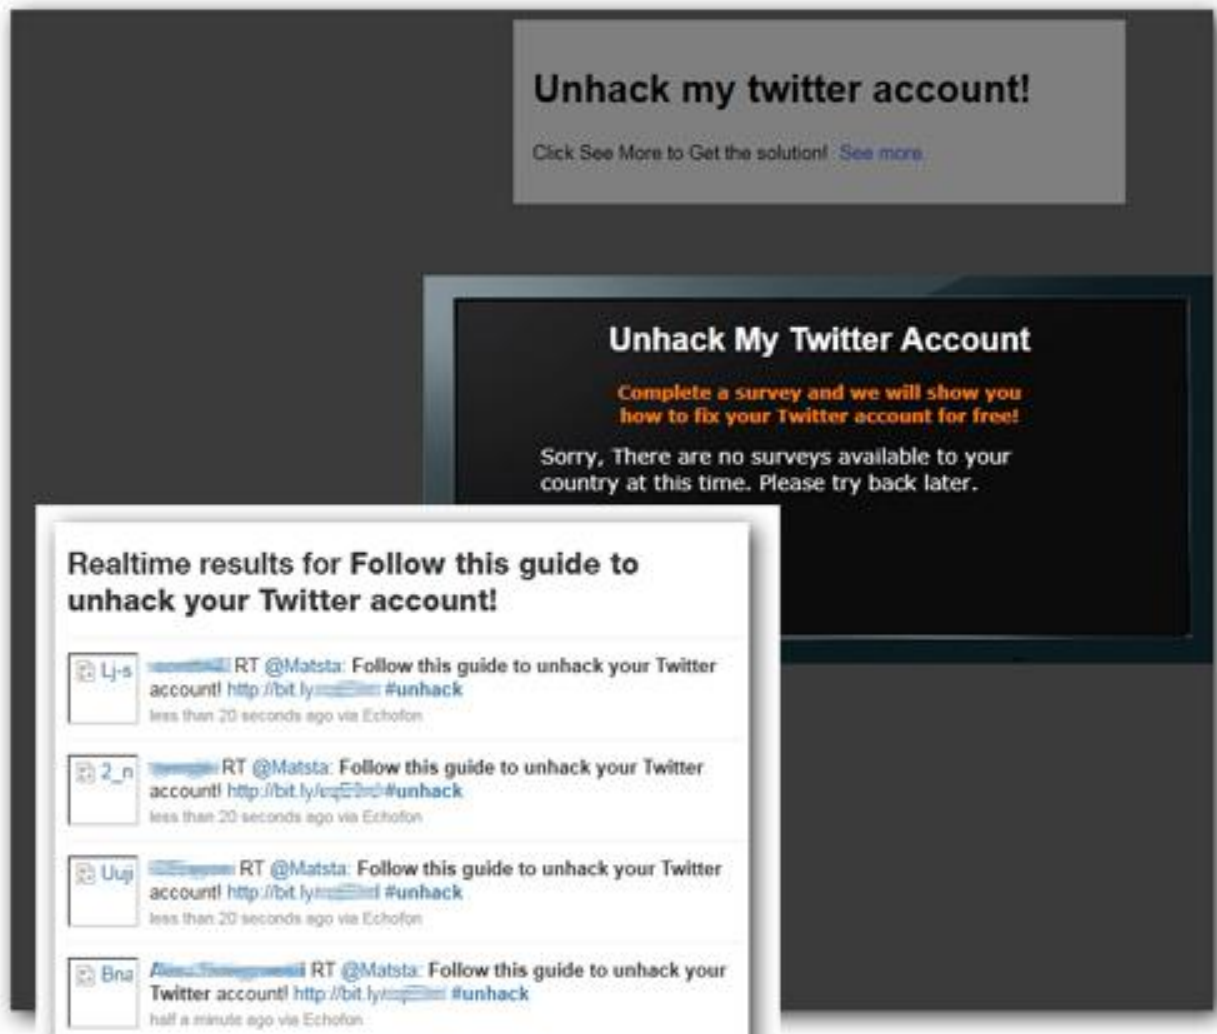 Unhack my twitter account!
Click See More to Get the solution! See more.
Unhack My Twitter Account
Complete a survey and we will show you
how to fix your Twitter account for free!
Sorry, There are no surveys available to your
country at this time. Please try back later.
Realtime results for Follow this guide to
unhack your Twitter account!
Lj-s
RT @Matsta: Follow this guide to unhack your Twitter
account! http://bit.ly #unhack
less than 20 seconds ago via Echofon
2_n
RT @Matsta: Follow this guide to unhack your Twitter
account! http://bit.ly/ #unhack
less than 20 seconds ago via Echofon
Uuji
RT @Matsta: Follow this guide to unhack your Twitter
account! http://bit.ly/ #unhack
less than 20 seconds ago via Echofon
Bna
RT @Matsta: Follow this guide to unhack your
Twitter account! http://bit.ly/ #unhack
half a minute ago via Echofon